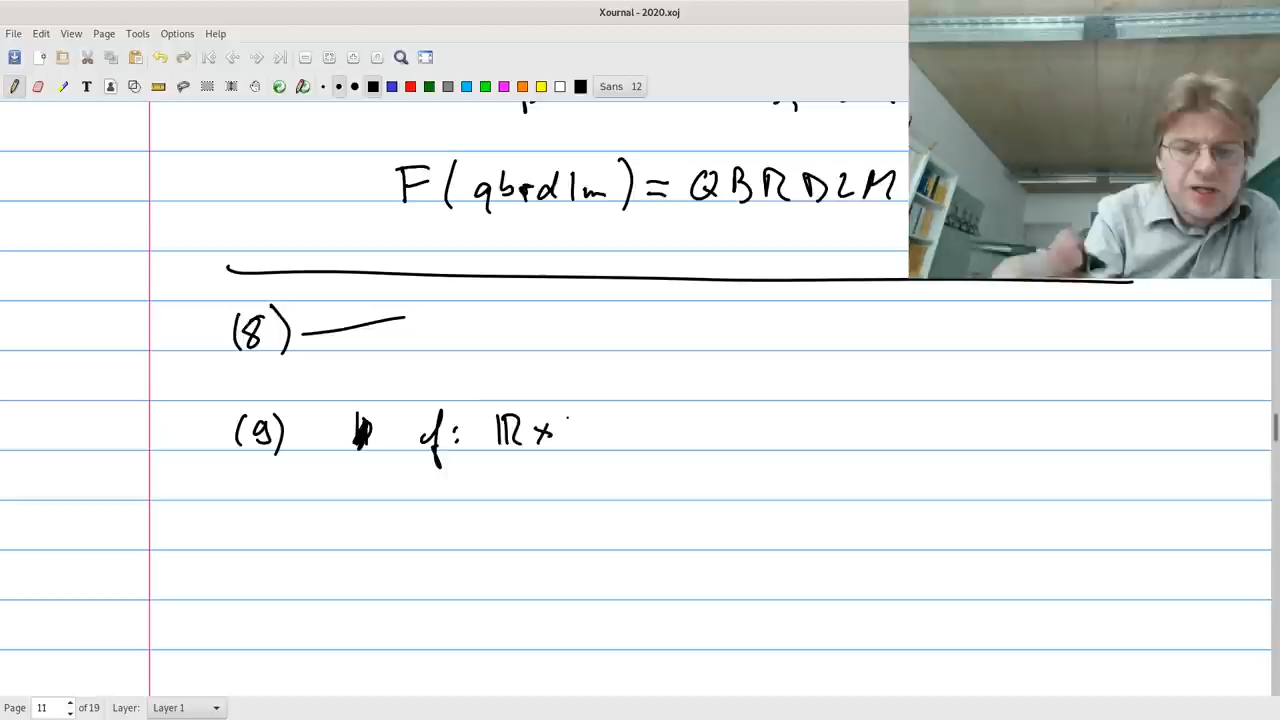 Xournal - 2020.xoj
File Edit View Page Tools Options Help
Sans 12
F(qbrdlm) = QBRDLM
(8) —
(9) f: ℝ ×
Page 11 of 19 Layer: Layer 1